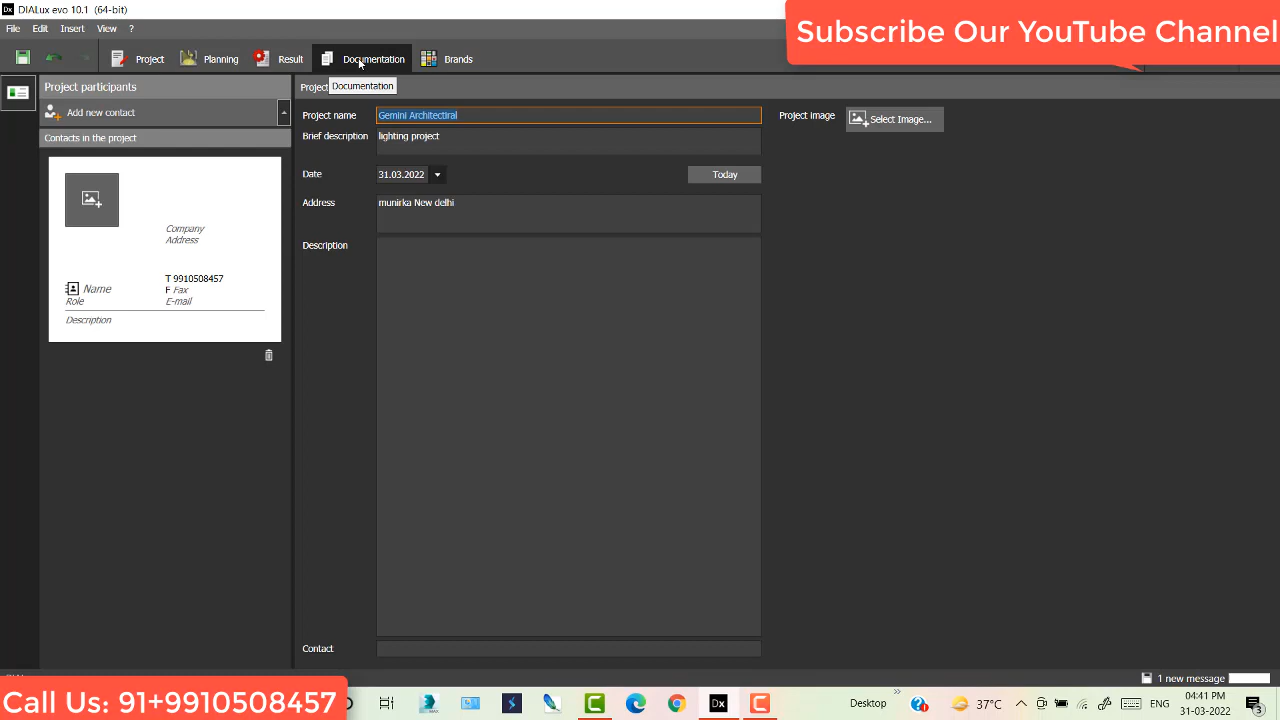 DIALux evo 10.1 (64-bit)
Subscribe Our YouTube Channel
File Edit Insert View ?
Project Planning Result Documentation Brands
Project participants
Project
Documentation
Add new contact
Project name Gemini Architectiral
Project image Select Image...
Contacts in the project
Brief description lighting project
Date 31.03.2022 Today
Address munirka New delhi
Company
Address
Description
T 9910508457
Name
F Fax
Role
E-mail
Description
Contact
1 new message
Call Us: 91+9910508457
Desktop
37°C
ENG
04:41 PM
31-03-2022
3